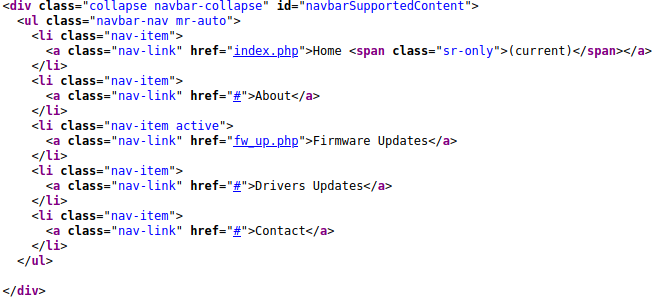 <div class="collapse navbar-collapse" id="navbarSupportedContent">
<ul class="navbar-nav mr-auto">
<li class="nav-item">
<a class="nav-link" href="index.php">Home <span class="sr-only">(current)</span></a>
</li>
<li class="nav-item">
<a class="nav-link" href="#">About</a>
</li>
<li class="nav-item active">
<a class="nav-link" href="fw_up.php">Firmware Updates</a>
</li>
<li class="nav-item">
<a class="nav-link" href="#">Drivers Updates</a>
</li>
<li class="nav-item">
<a class="nav-link" href="#">Contact</a>
</li>
</ul>
</div>